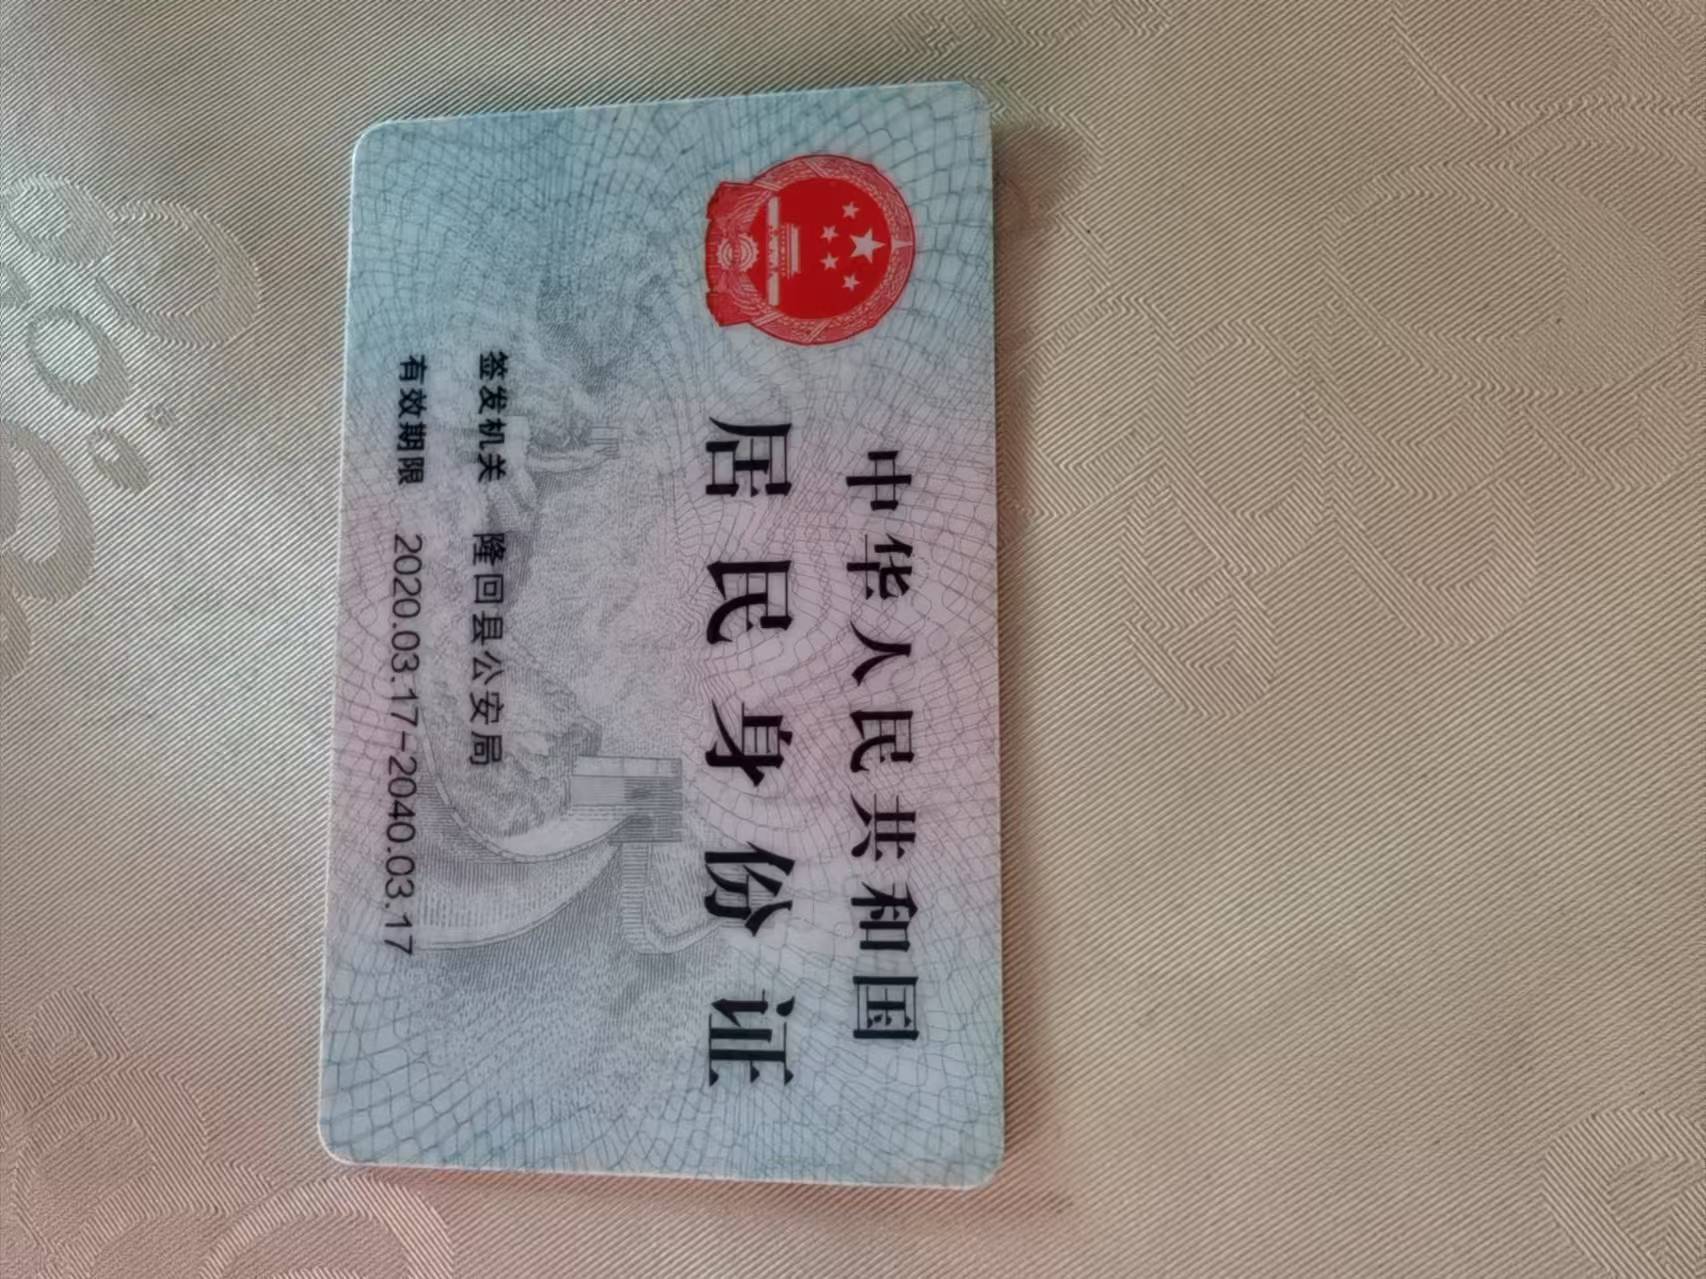 中华人民共和国
居民身份证
签发机关 隆回县公安局
有效期限 2020.03.17-2040.03.17